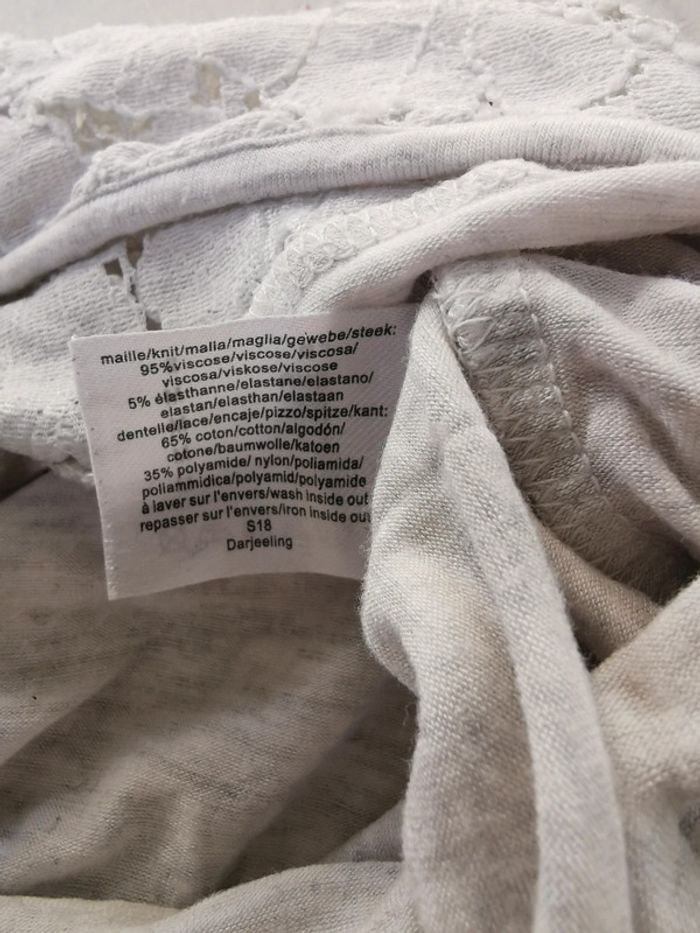 maille/knit/malla/maglia/gewebe/steek:
95%viscose/viscose/viscosa/
viscosa/viskose/viscose
5% élasthanne/elastane/elastano/
elastan/elasthan/elastaan
dentelle/lace/encaje/pizzo/spitze/kant:
65% coton/cotton/algodón/
cotone/baumwolle/katoen
35% polyamide/ nylon/poliamida/
poliammidica/polyamid/polyamide
à laver sur l'envers/wash inside out
repasser sur l'envers/iron inside out
S18
Darjeeling